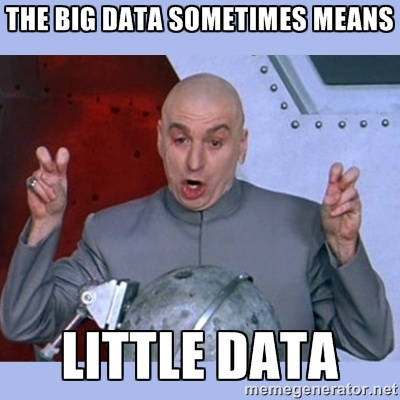 THE BIG DATA SOMETIMES MEANS
LITTLE DATA
memegenerator.net